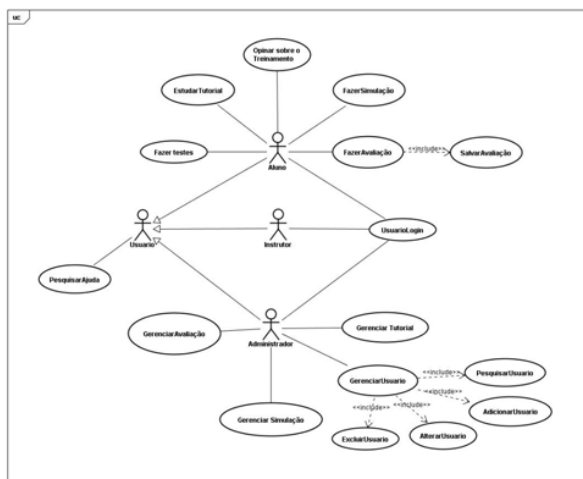 uc
Opinar sobre o
Treinamento
EstudarTutorial
FazerSimulação
Fazer testes
FazerAvaliação
<<include>>
SalvarAvaliação
Aluno
Usuario
Instrutor
UsuarioLogin
PesquisarAjuda
GerenciarAvaliação
Administrador
Gerenciar Tutorial
GerenciarUsuario
<<include>>
PesquisarUsuario
<<include>>
AdicionarUsuario
<<include>>
<<include>>
Gerenciar Simulação
ExcluirUsuario
AlterarUsuario